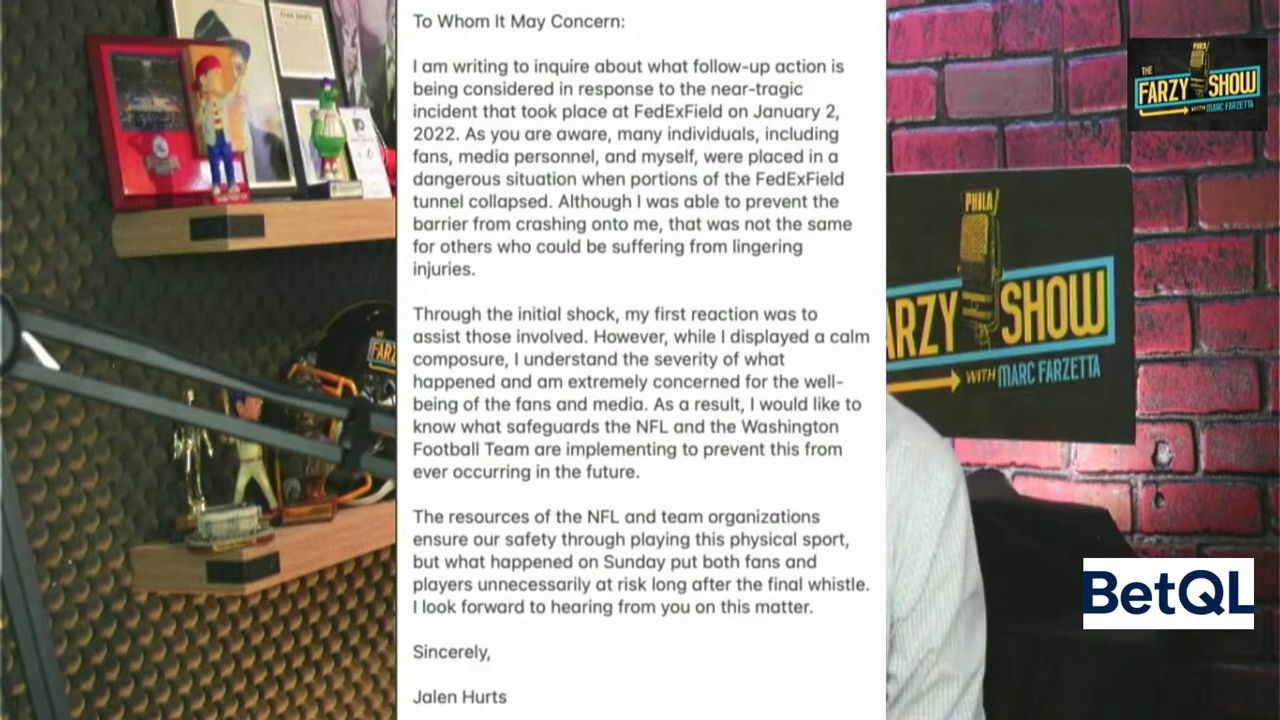 To Whom It May Concern:
I am writing to inquire about what follow-up action is
being considered in response to the near-tragic
incident that took place at FedExField on January 2,
2022. As you are aware, many individuals, including
fans, media personnel, and myself, were placed in a
dangerous situation when portions of the FedExField
tunnel collapsed. Although I was able to prevent the
barrier from crashing onto me, that was not the same
for others who could be suffering from lingering
injuries.
Through the initial shock, my first reaction was to
assist those involved. However, while I displayed a calm
composure, I understand the severity of what
happened and am extremely concerned for the well-
being of the fans and media. As a result, I would like to
know what safeguards the NFL and the Washington
Football Team are implementing to prevent this from
ever occurring in the future.
The resources of the NFL and team organizations
ensure our safety through playing this physical sport,
but what happened on Sunday put both fans and
players unnecessarily at risk long after the final whistle.
I look forward to hearing from you on this matter.
Sincerely,
Jalen Hurts
PHILA
THE
FARZY SHOW
WITH MARC FARZETTA
PHILA
ARZY SHOW
WITH MARC FARZETTA
BetQL